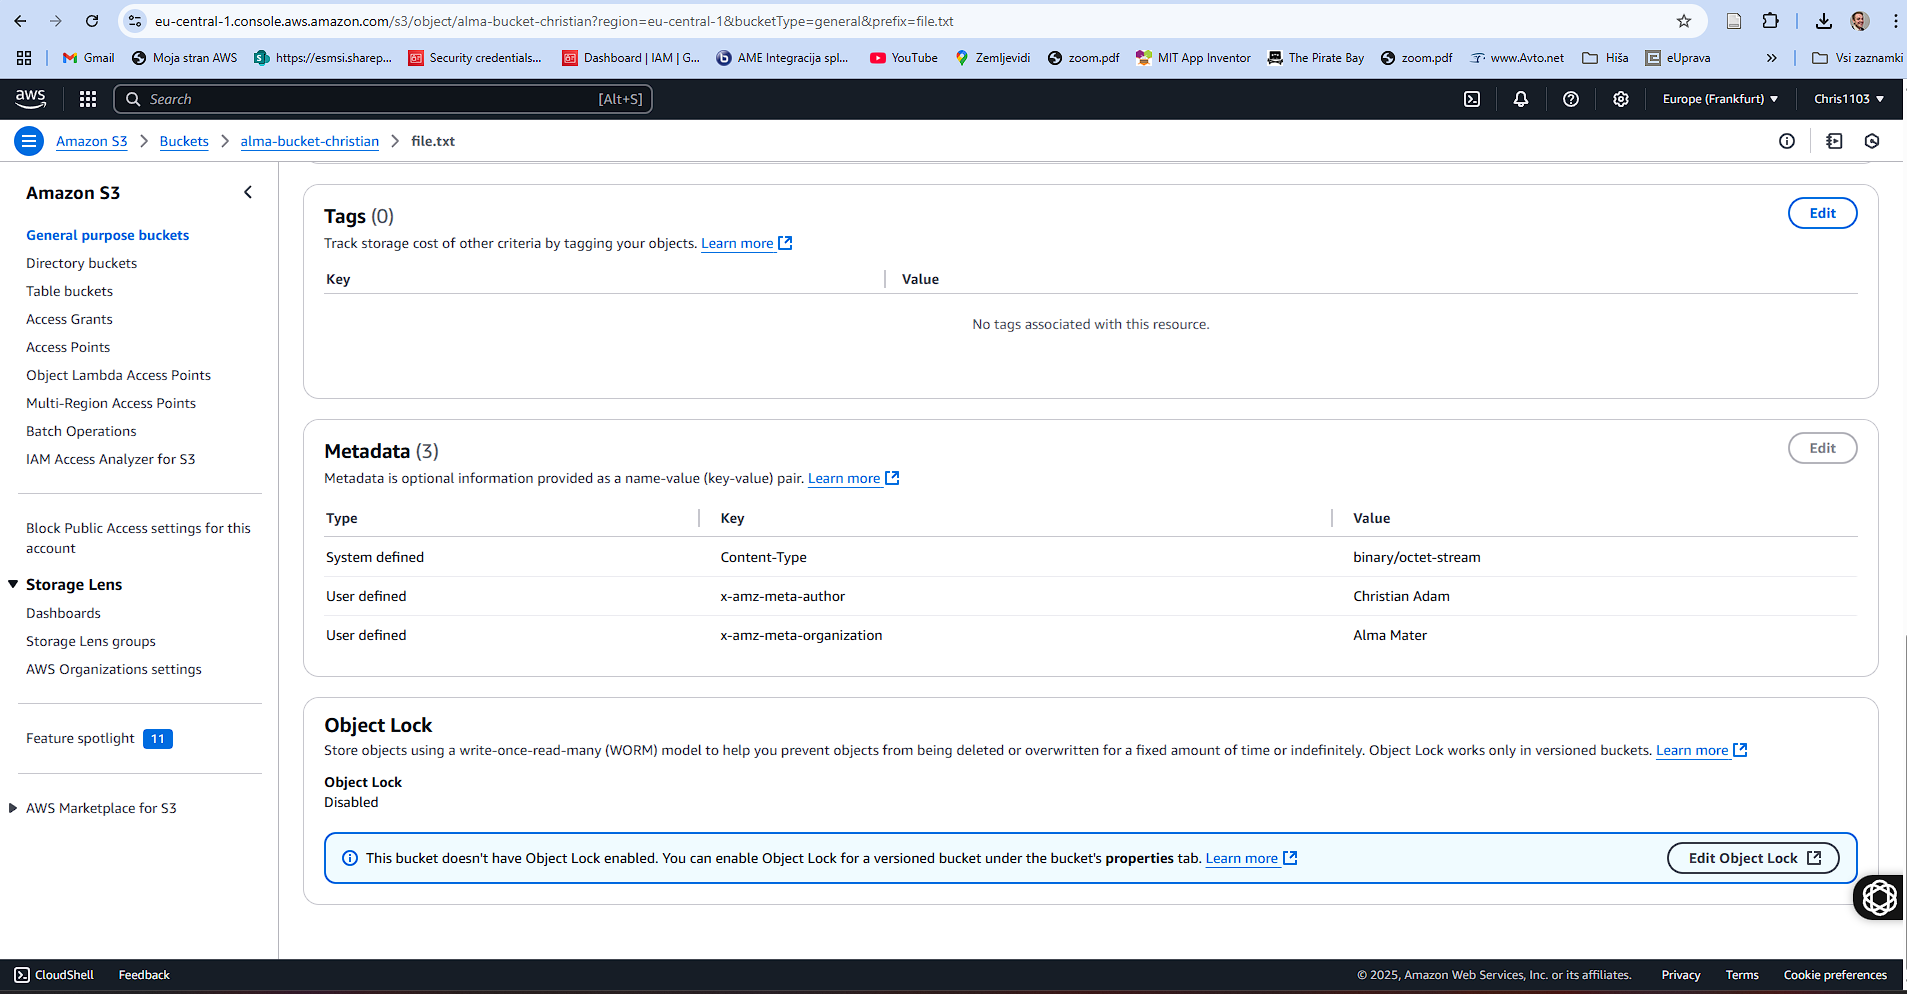 eu-central-1.console.aws.amazon.com/s3/object/alma-bucket-christian?region=eu-central-1&bucketType=general&prefix=file.txt
Gmail Moja stran AWS https://esmsi.sharep... Security credentials... Dashboard | IAM | G... AME Integracija spl... YouTube Zemljevidi zoom.pdf MIT App Inventor The Pirate Bay zoom.pdf www.Avto.net Hiša eUprava » Vsi zaznamki
aws Search [Alt+S] Europe (Frankfurt) Chris1103
Amazon S3 Buckets alma-bucket-christian file.txt
Amazon S3
General purpose buckets
Directory buckets
Table buckets
Access Grants
Access Points
Object Lambda Access Points
Multi-Region Access Points
Batch Operations
IAM Access Analyzer for S3
Block Public Access settings for this
account
Storage Lens
Dashboards
Storage Lens groups
AWS Organizations settings
Feature spotlight 11
AWS Marketplace for S3
Tags (0) Edit
Track storage cost of other criteria by tagging your objects. Learn more
Key Value
No tags associated with this resource.
Metadata (3) Edit
Metadata is optional information provided as a name-value (key-value) pair. Learn more
Type Key Value
System defined Content-Type binary/octet-stream
User defined x-amz-meta-author Christian Adam
User defined x-amz-meta-organization Alma Mater
Object Lock
Store objects using a write-once-read-many (WORM) model to help you prevent objects from being deleted or overwritten for a fixed amount of time or indefinitely. Object Lock works only in versioned buckets. Learn more
Object Lock
Disabled
This bucket doesn't have Object Lock enabled. You can enable Object Lock for a versioned bucket under the bucket's properties tab. Learn more Edit Object Lock
CloudShell Feedback © 2025, Amazon Web Services, Inc. or its affiliates. Privacy Terms Cookie preferences